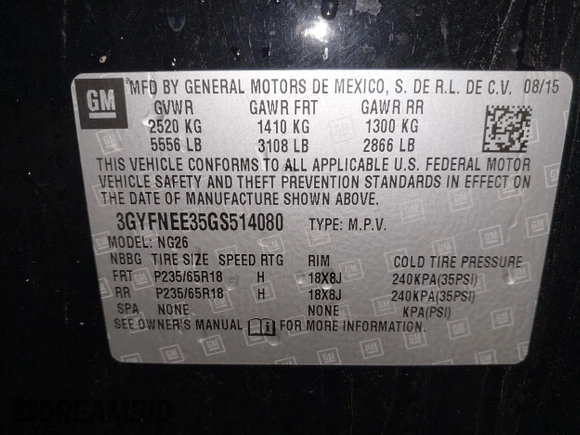 GM
MFD BY GENERAL MOTORS DE MEXICO, S. DE R.L. DE C.V. 08/15
GVWR GAWR FRT GAWR RR
2520 KG 1410 KG 1300 KG
5556 LB 3108 LB 2866 LB
THIS VEHICLE CONFORMS TO ALL APPLICABLE U.S. FEDERAL MOTOR
VEHICLE SAFETY AND THEFT PREVENTION STANDARDS IN EFFECT ON
THE DATE OF MANUFACTURE SHOWN ABOVE.
3GYFNEE35GS514080 TYPE: M.P.V.
MODEL: NG26
NBBG TIRE SIZE SPEED RTG RIM COLD TIRE PRESSURE
FRT P235/65R18 H 18X8J 240KPA(35PSI)
RR P235/65R18 H 18X8J 240KPA(35PSI)
SPA NONE NONE KPA(PSI)
SEE OWNER'S MANUAL FOR MORE INFORMATION.
DREAMBID